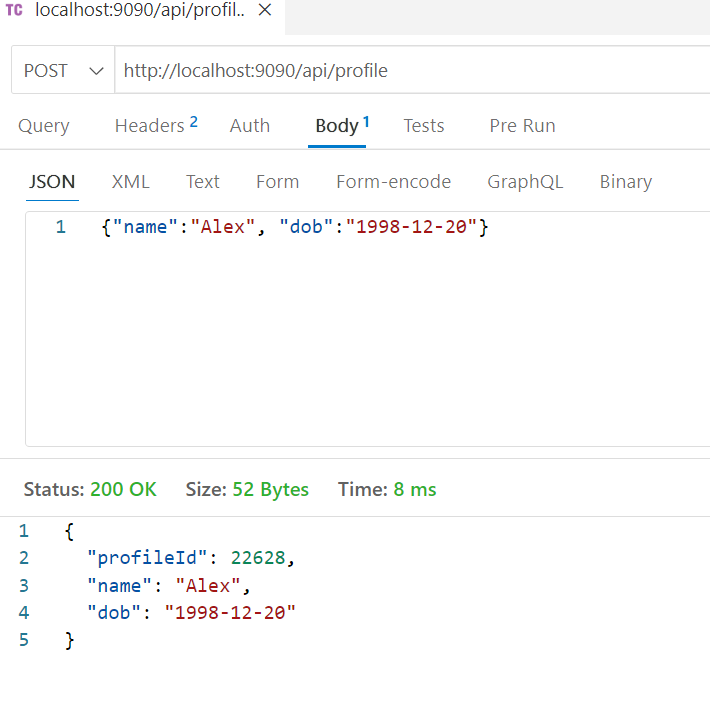 TC localhost:9090/api/profil.. ×
POST http://localhost:9090/api/profile
Query Headers 2 Auth Body 1 Tests Pre Run
JSON XML Text Form Form-encode GraphQL Binary
1 {"name":"Alex", "dob":"1998-12-20"}
Status: 200 OK Size: 52 Bytes Time: 8 ms
1 {
2 "profileId": 22628,
3 "name": "Alex",
4 "dob": "1998-12-20"
5 }